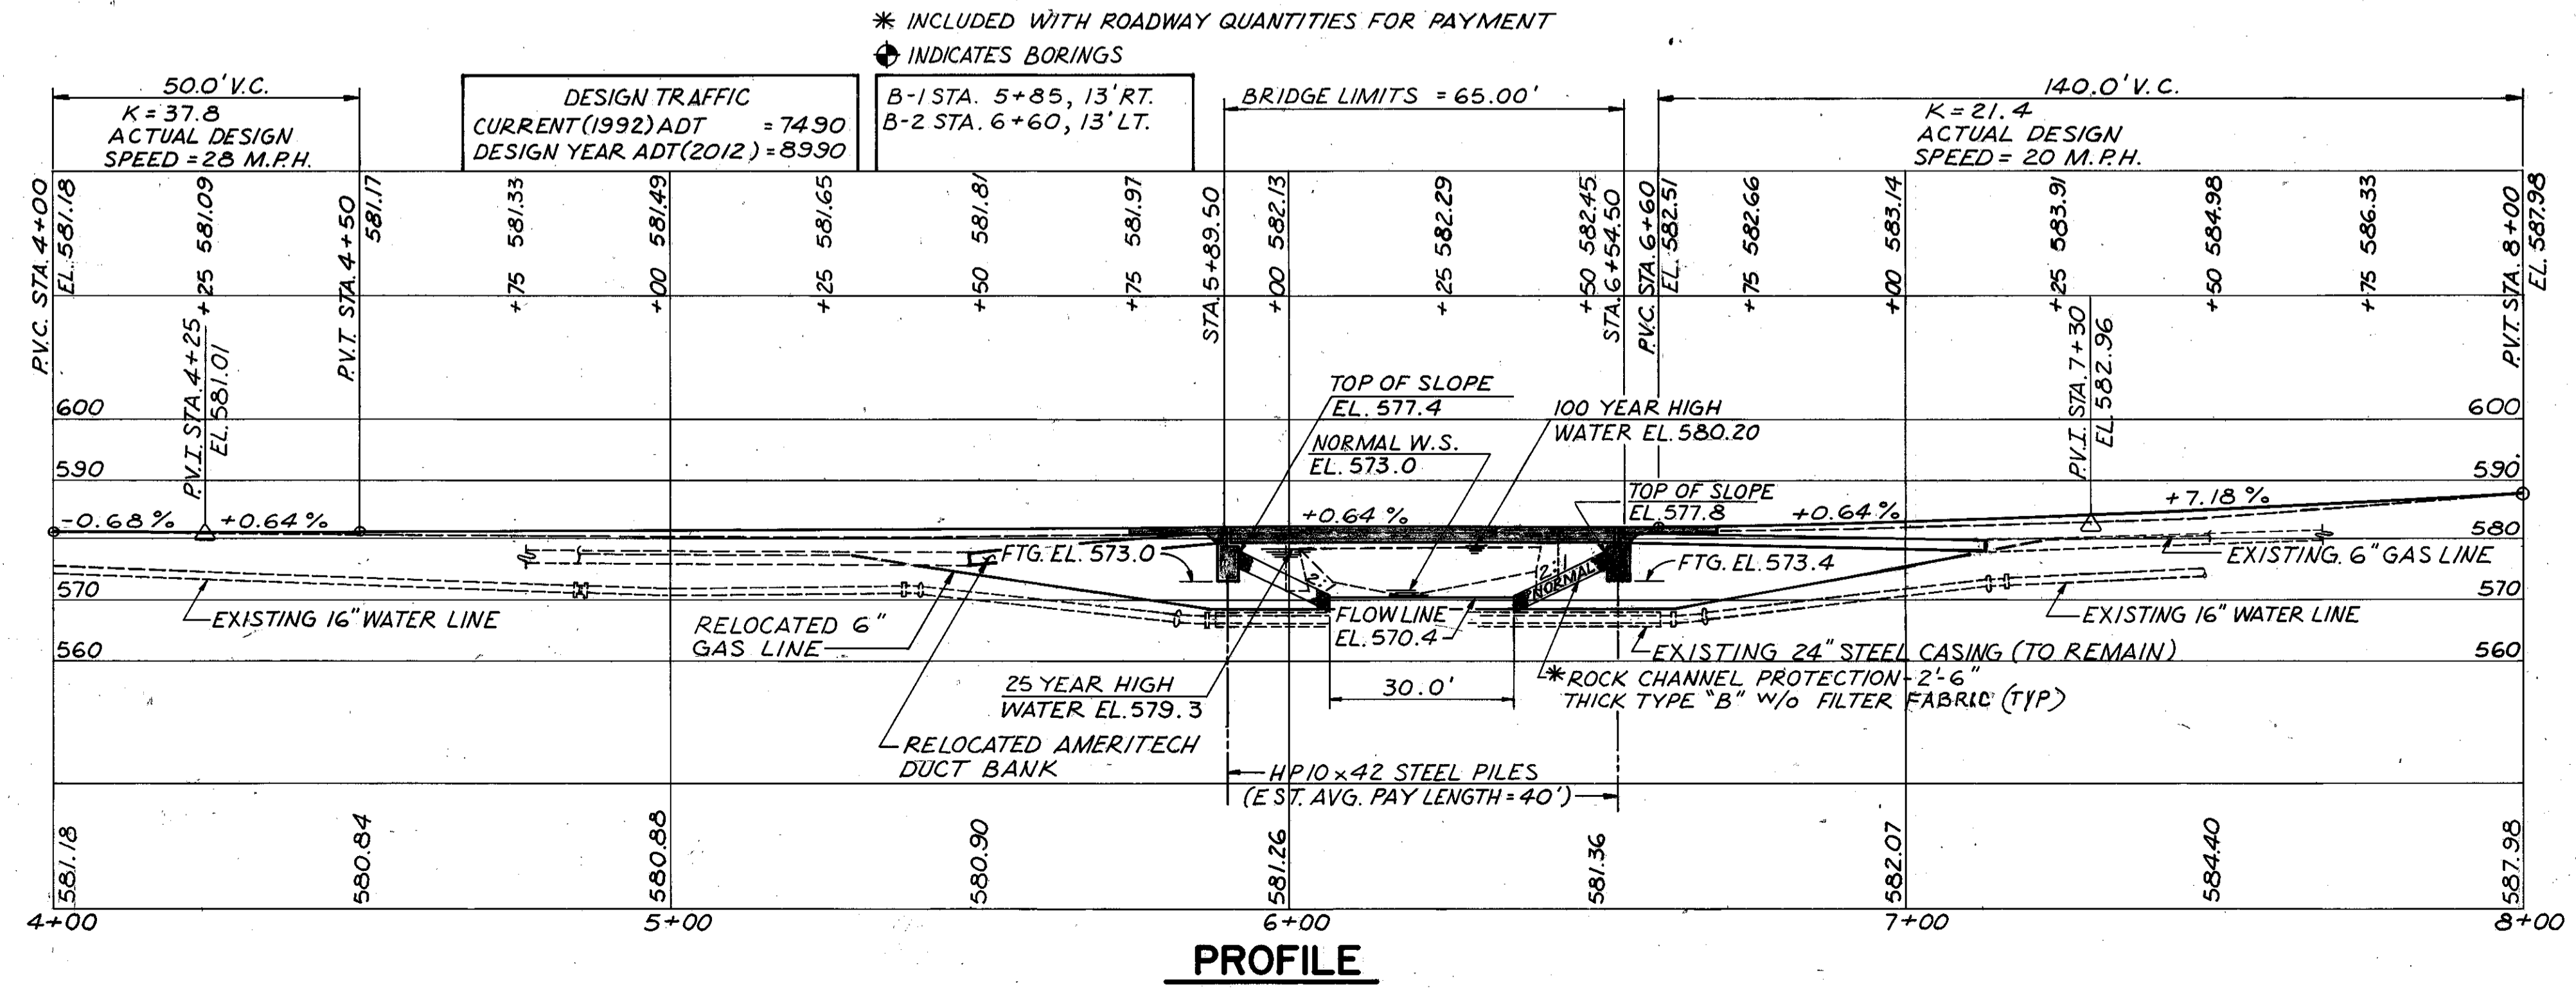 * INCLUDED WITH ROADWAY QUANTITIES FOR PAYMENT
INDICATES BORINGS
50.0' V.C.
K = 37.8
ACTUAL DESIGN
SPEED = 28 M.P.H.
DESIGN TRAFFIC
CURRENT (1992) ADT = 7490
DESIGN YEAR ADT (2012) = 8990
B-1 STA. 5+85, 13' RT.
B-2 STA. 6+60, 13' LT.
BRIDGE LIMITS = 65.00'
140.0' V.C.
K = 21.4
ACTUAL DESIGN
SPEED = 20 M.P.H.
P.V.C. STA. 4+00
EL. 581.18
+25 581.09
P.V.T. STA. 4+50
581.17
+75 581.33
+00 581.49
+25 581.65
+50 581.81
+75 581.97
STA. 5+89.50
+00 582.13
+25 582.29
+50 582.45
STA. 6+54.50
P.V.C. STA. 6+60
EL. 582.51
+75 582.66
+00 583.14
+25 583.91
+50 584.98
+75 586.33
P.V.T. STA. 8+00
EL. 587.98
P.V.I. STA. 4+25
EL. 581.01
P.V.I. STA. 7+30
EL. 582.96
600
600
590
590
580
570
570
560
560
TOP OF SLOPE
EL. 577.4
100 YEAR HIGH
WATER EL. 580.20
NORMAL W.S.
EL. 573.0
TOP OF SLOPE
EL. 577.8
-0.68 %
+0.64 %
+0.64 %
+0.64 %
+7.18 %
FTG. EL. 573.0
FTG. EL. 573.4
2:1
2:1
NORMAL
EXISTING 6" GAS LINE
EXISTING 16" WATER LINE
EXISTING 16" WATER LINE
RELOCATED 6"
GAS LINE
FLOW LINE
EL. 570.4
EXISTING 24" STEEL CASING (TO REMAIN)
* ROCK CHANNEL PROTECTION - 2'-6"
THICK TYPE "B" W/O FILTER FABRIC (TYP)
30.0'
25 YEAR HIGH
WATER EL. 579.3
RELOCATED AMERITECH
DUCT BANK
HP 10 x 42 STEEL PILES
(EST. AVG. PAY LENGTH = 40')
581.18
580.84
580.88
580.90
581.26
581.36
582.07
584.40
587.98
4+00
5+00
6+00
7+00
8+00
PROFILE